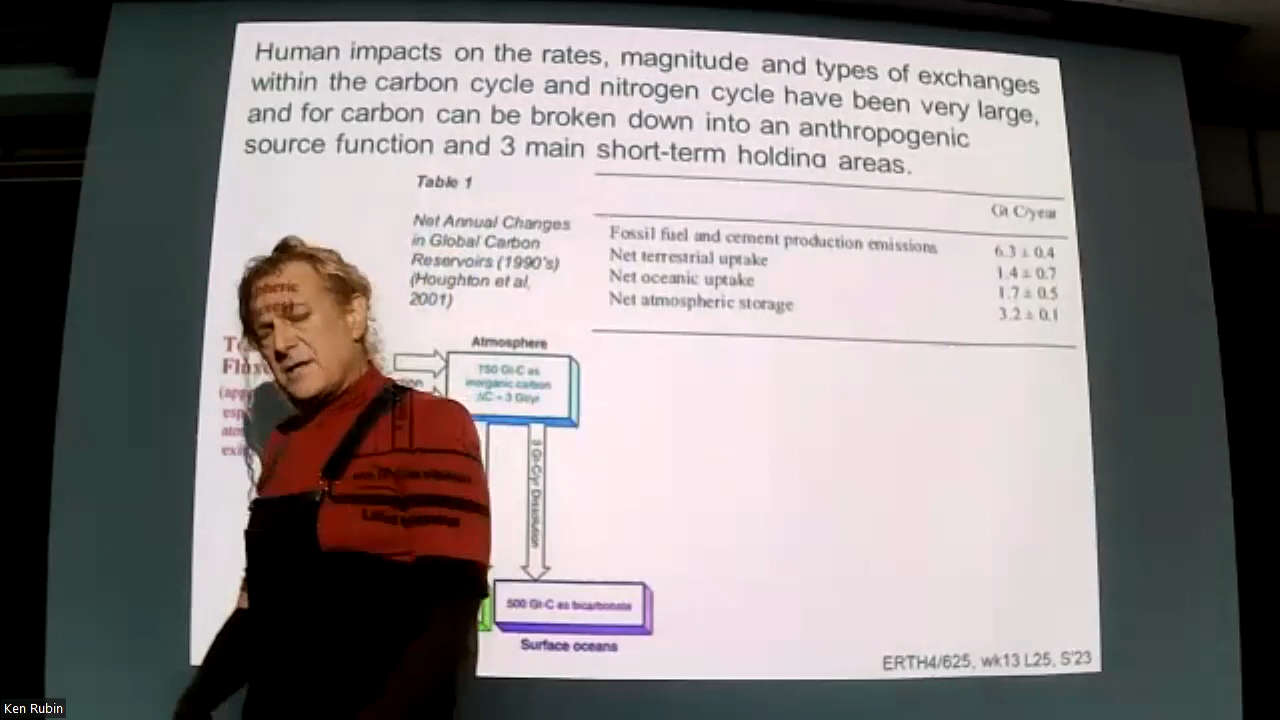 Human impacts on the rates, magnitude and types of exchanges
within the carbon cycle and nitrogen cycle have been very large,
and for carbon can be broken down into an anthropogenic
source function and 3 main short-term holding areas.
Table 1
Net Annual Changes
in Global Carbon
Reservoirs (1990's)
(Houghton et al,
2001)
Gt C/year
Fossil fuel and cement production emissions 6.3 ± 0.4
Net terrestrial uptake 1.4 ± 0.7
Net oceanic uptake 1.7 ± 0.5
Net atmospheric storage 3.2 ± 0.1
Atmosphere
750 Gt-C as
inorganic carbon
3 Gt-C/yr Dissolution
500 Gt-C as bicarbonate
Surface oceans
ERTH4/625, wk13 L25, S'23
Ken Rubin